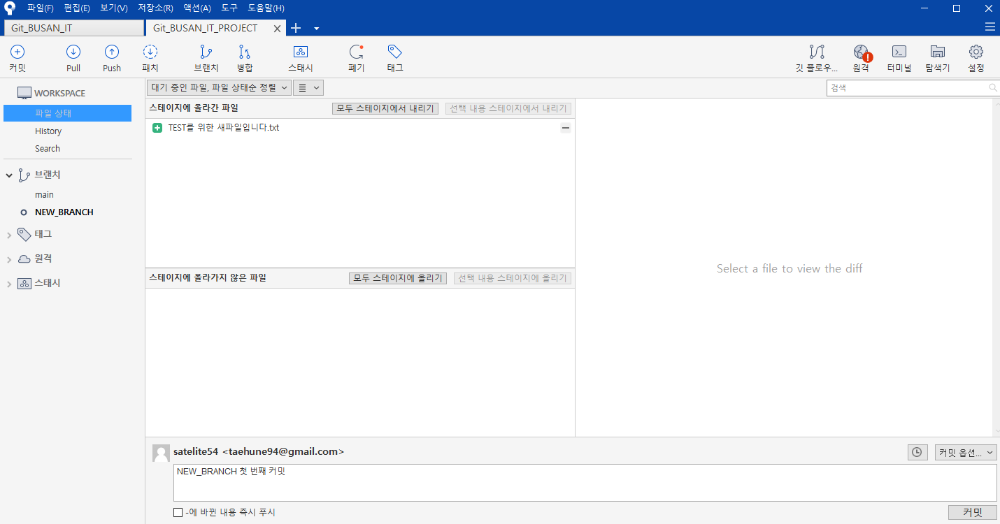 파일(F) 편집(E) 보기(V) 저장소(R) 액션(A) 도구 도움말(H)
Git_BUSAN_IT Git_BUSAN_IT_PROJECT
커밋 Pull Push 패치 브랜치 병합 스태시 폐기 태그 깃 플로우... 원격 터미널 탐색기 설정
WORKSPACE
파일 상태
History
Search
브랜치
main
NEW_BRANCH
태그
원격
스태시
대기 중인 파일, 파일 상태순 정렬
검색
스테이지에 올라간 파일 모두 스테이지에서 내리기 선택 내용 스테이지에서 내리기
TEST를 위한 새파일입니다.txt
스테이지에 올라가지 않은 파일 모두 스테이지에 올리기 선택 내용 스테이지에 올리기
Select a file to view the diff
satelite54 <taehune94@gmail.com>
커밋 옵션...
NEW_BRANCH 첫 번째 커밋
-에 바뀐 내용 즉시 푸시
커밋